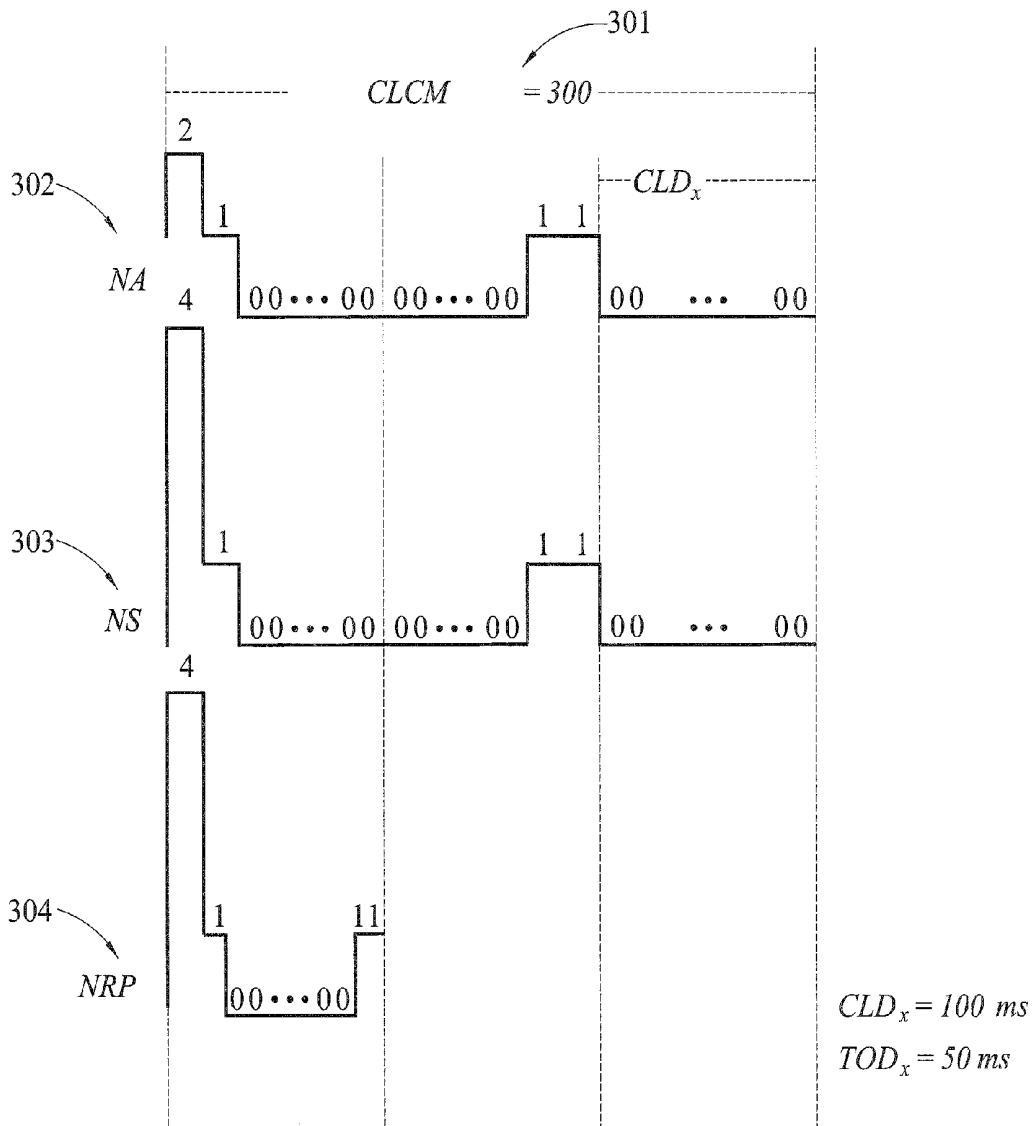 301
CLCM = 300
2
302
CLDx
1
1 1
NA
00 ••• 00 00 ••• 00
00 ••• 00
4
303
1
1 1
NS
00 ••• 00 00 ••• 00
00 ••• 00
4
304
1
11
NRP
00 ••• 00
CLDx = 100 ms
TODx = 50 ms